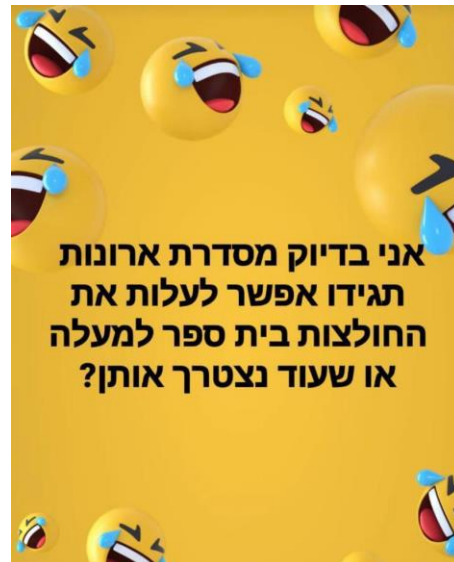 אני בדיוק מסדרת ארונות
תגידו אפשר לעלות את
החולצות בית ספר למעלה
או שעוד נצטרך אותן?